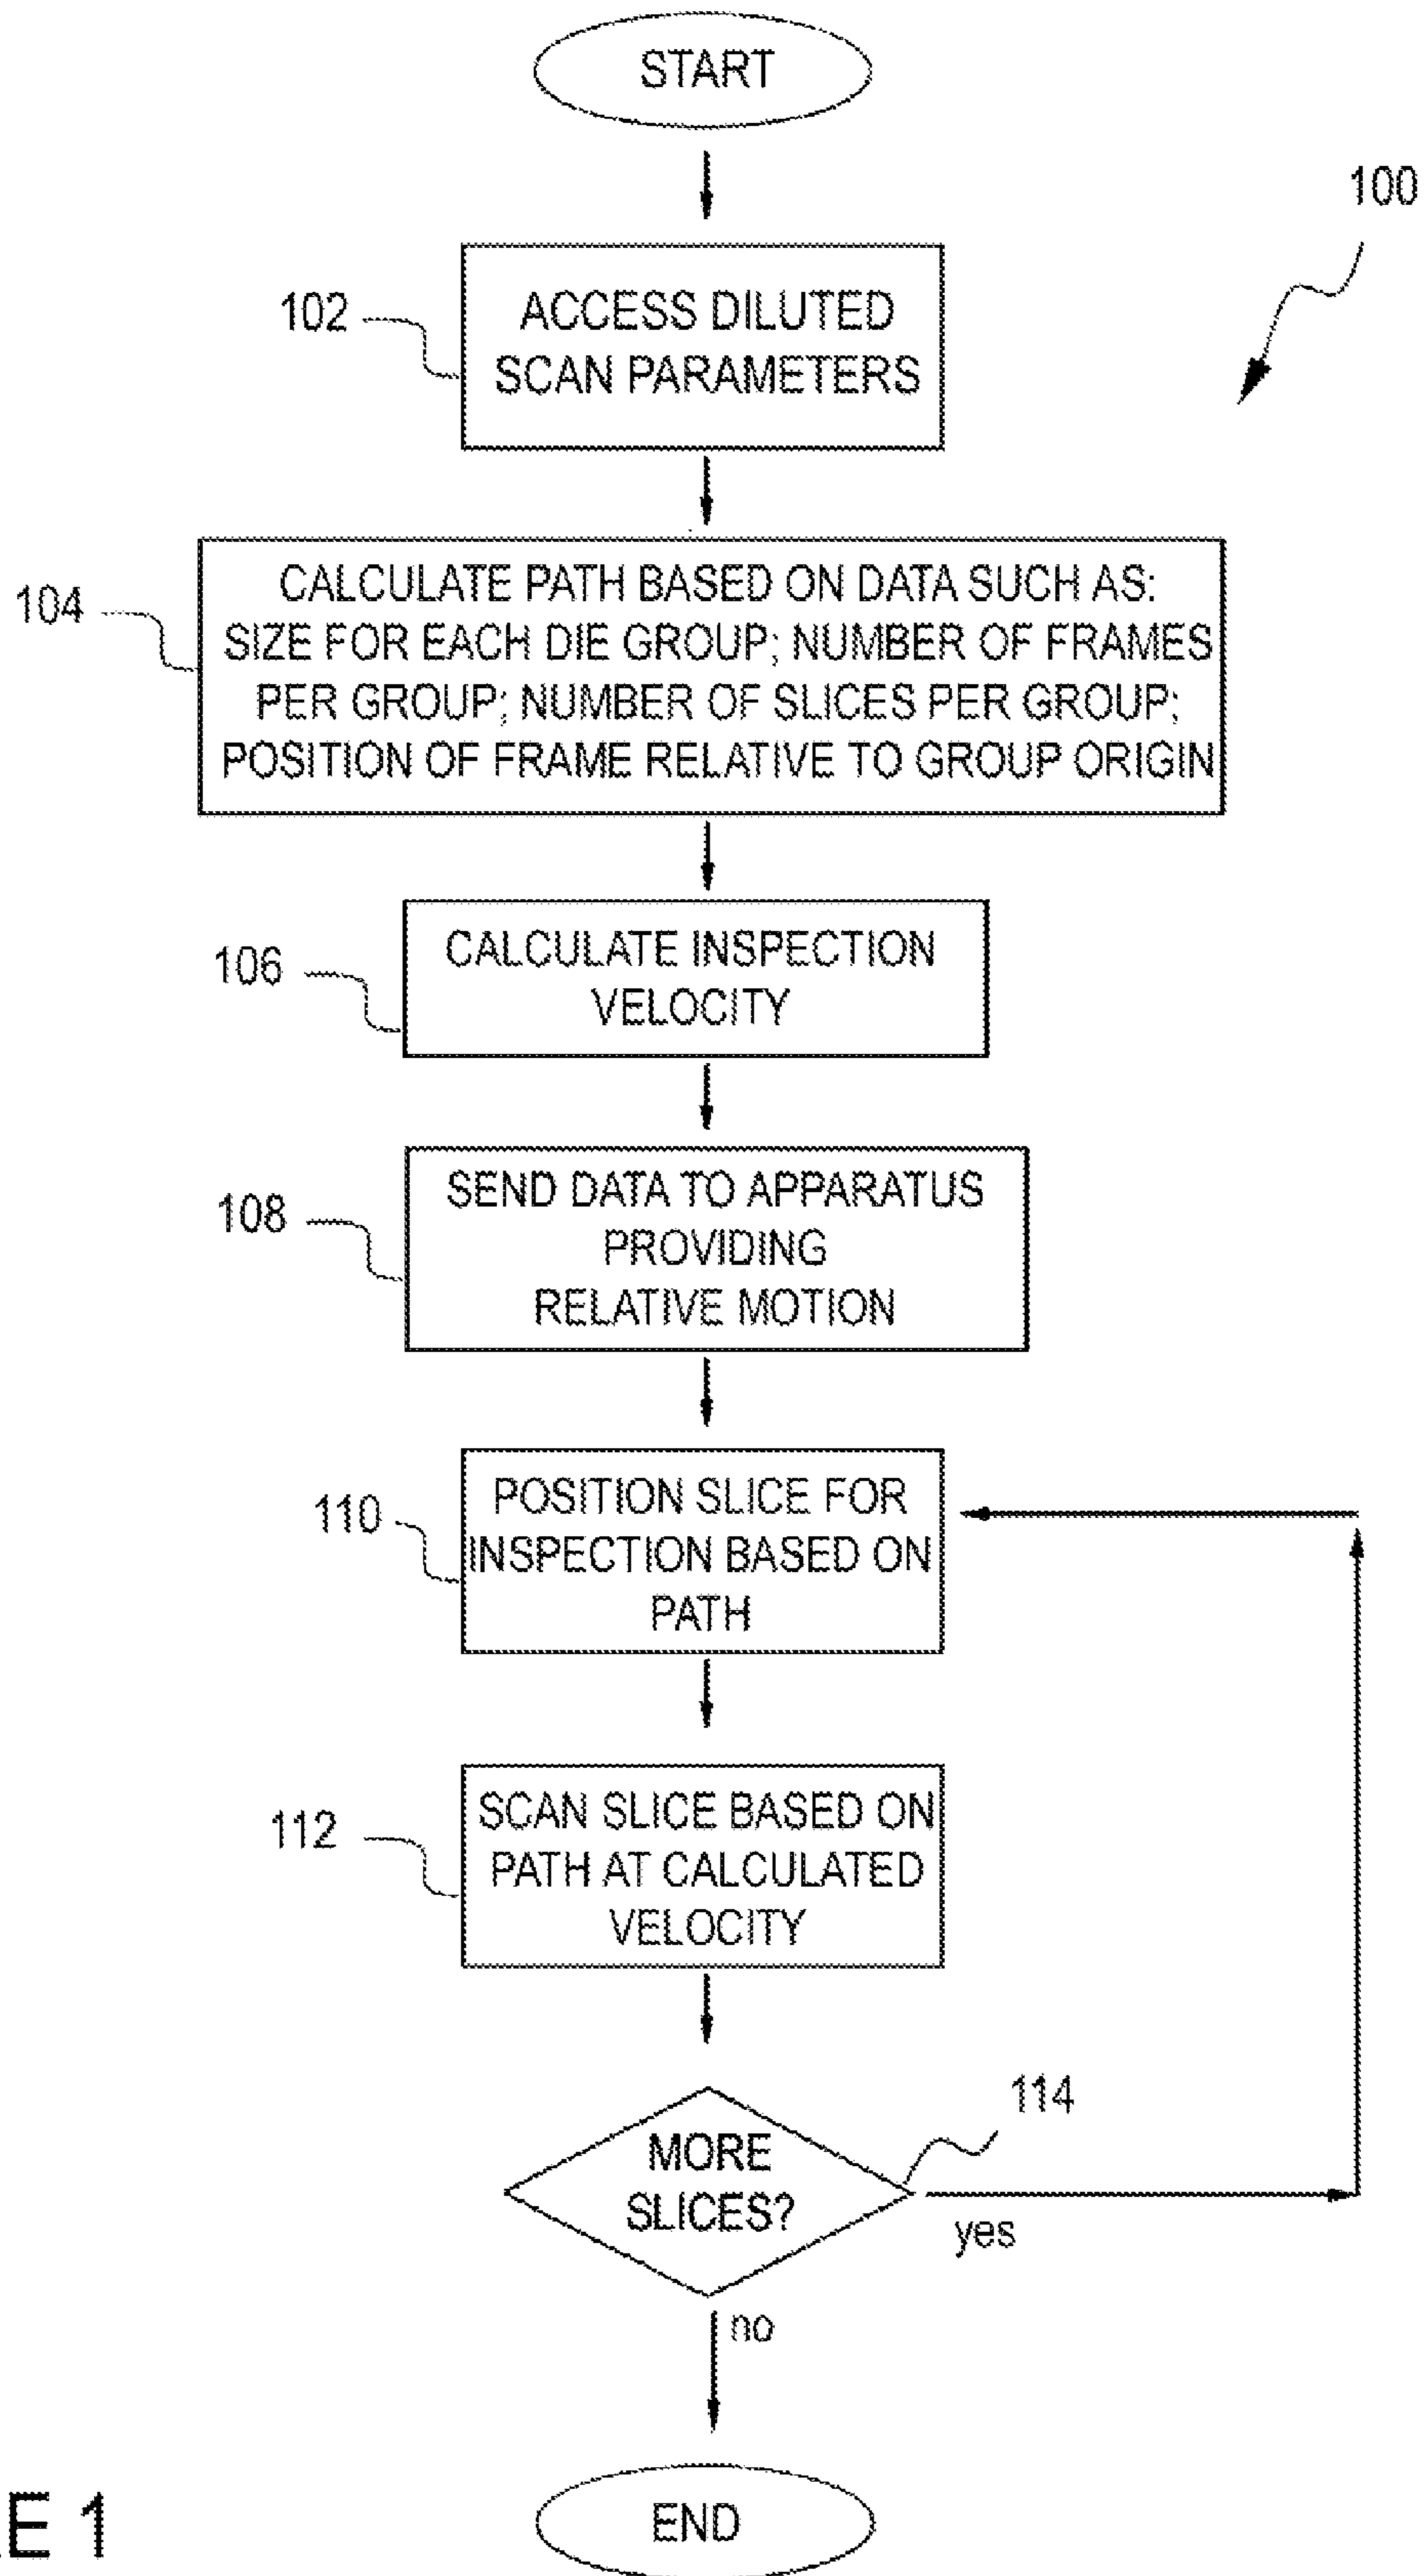 START
100
102
ACCESS DILUTED
SCAN PARAMETERS
104
CALCULATE PATH BASED ON DATA SUCH AS:
SIZE FOR EACH DIE GROUP; NUMBER OF FRAMES
PER GROUP; NUMBER OF SLICES PER GROUP;
POSITION OF FRAME RELATIVE TO GROUP ORIGIN
106
CALCULATE INSPECTION
VELOCITY
108
SEND DATA TO APPARATUS
PROVIDING
RELATIVE MOTION
110
POSITION SLICE FOR
INSPECTION BASED ON
PATH
112
SCAN SLICE BASED ON
PATH AT CALCULATED
VELOCITY
114
MORE
SLICES?
yes
no
END
E 1